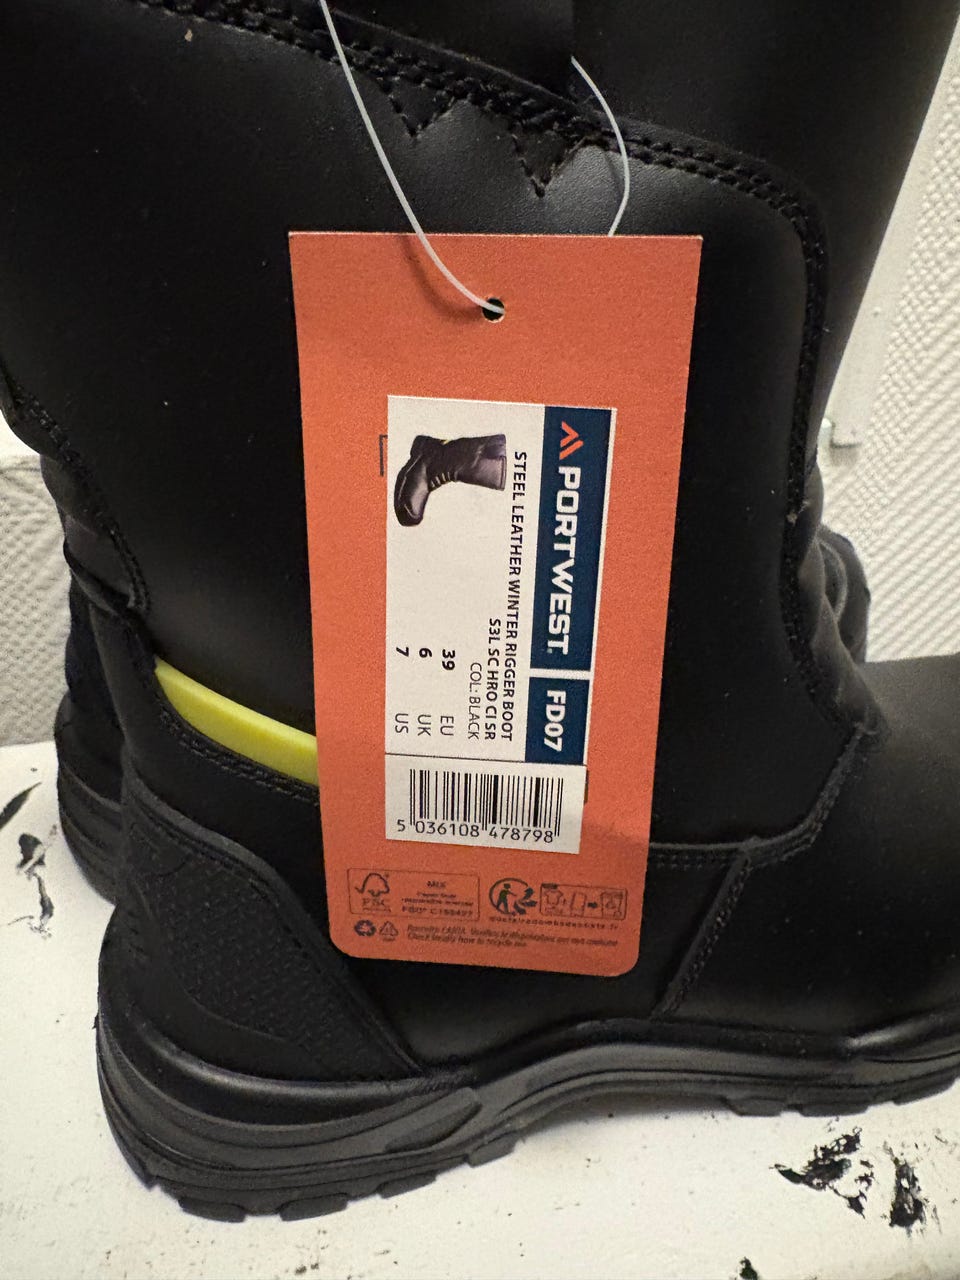 PORTWEST.
FD07
STEEL LEATHER WINTER RIGGER BOOT
S3L SC HRO CI SR
COL: BLACK
39 EU
6 UK
7 US
5 036108 478798
FSC
MIX